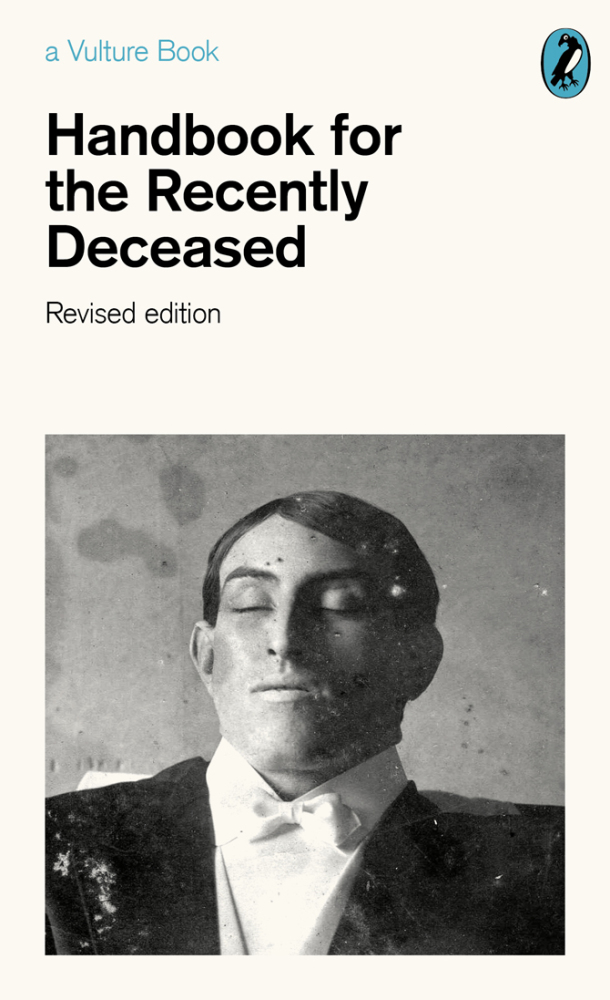 a Vulture Book
Handbook for
the Recently
Deceased
Revised edition